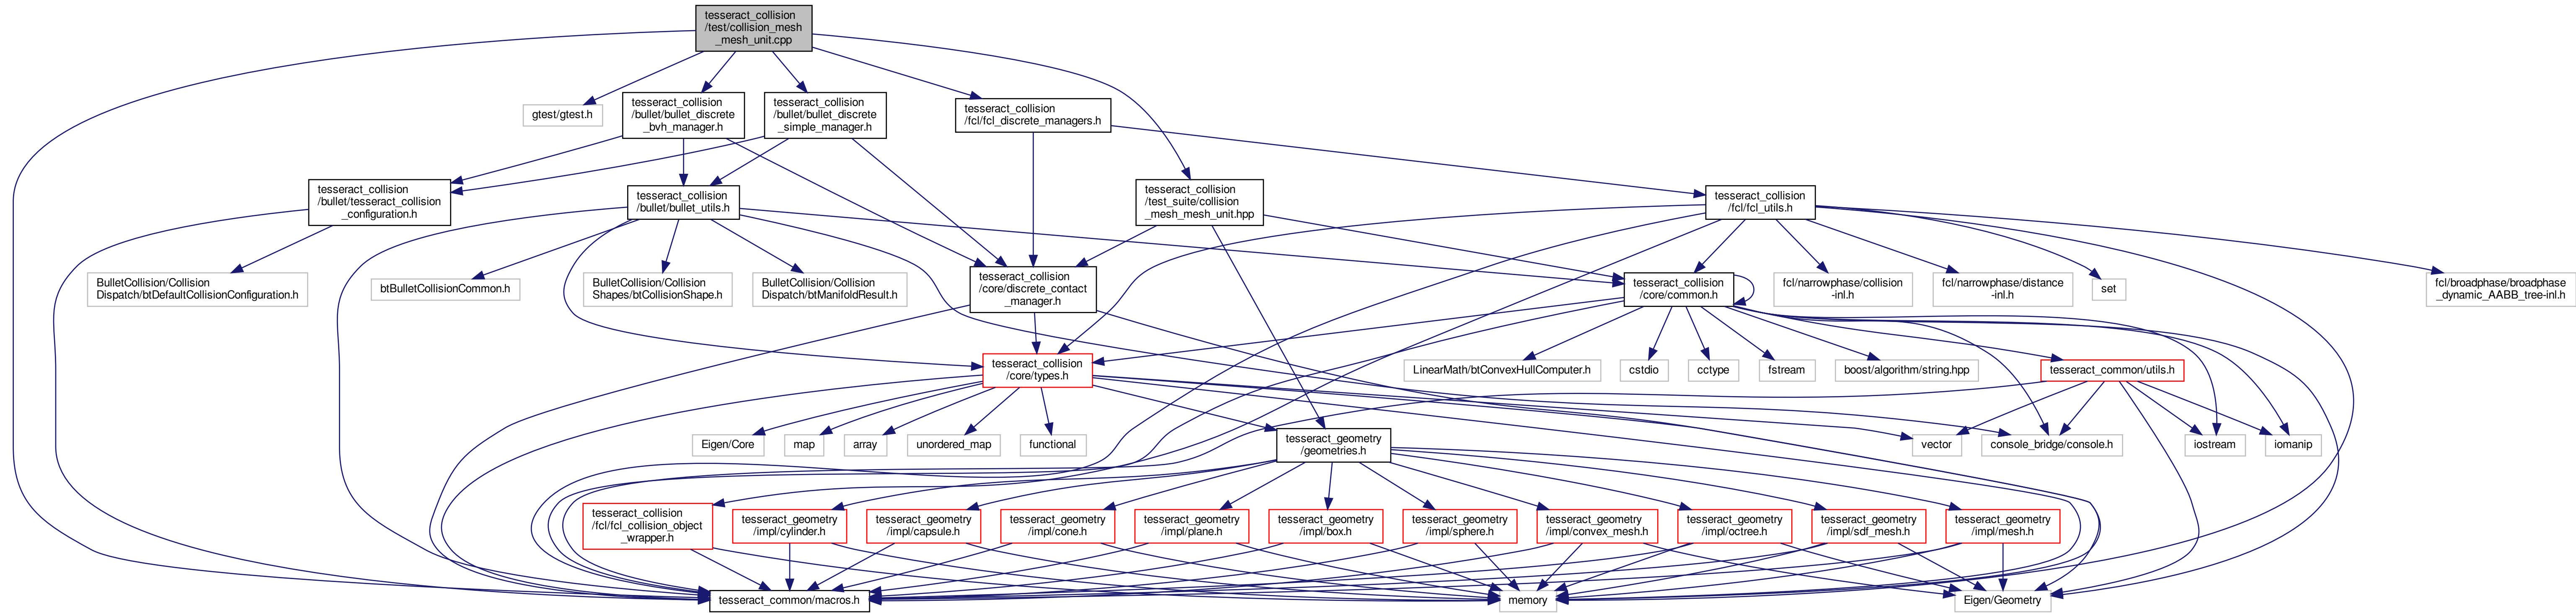 tesseract_collision
/test/collision_mesh
_mesh_unit.cpp
gtest/gtest.h
tesseract_collision
/bullet/bullet_discrete
_bvh_manager.h
tesseract_collision
/bullet/bullet_discrete
_simple_manager.h
tesseract_collision
/fcl/fcl_discrete_managers.h
tesseract_collision
/bullet/tesseract_collision
_configuration.h
tesseract_collision
/bullet/bullet_utils.h
tesseract_collision
/test_suite/collision
_mesh_mesh_unit.hpp
tesseract_collision
/fcl/fcl_utils.h
BulletCollision/Collision
Dispatch/btDefaultCollisionConfiguration.h
btBulletCollisionCommon.h
BulletCollision/Collision
Shapes/btCollisionShape.h
BulletCollision/Collision
Dispatch/btManifoldResult.h
tesseract_collision
/core/discrete_contact
_manager.h
tesseract_collision
/core/common.h
fcl/narrowphase/collision
-inl.h
fcl/narrowphase/distance
-inl.h
set
fcl/broadphase/broadphase
_dynamic_AABB_tree-inl.h
tesseract_collision
/core/types.h
LinearMath/btConvexHullComputer.h
cstdio
cctype
fstream
boost/algorithm/string.hpp
tesseract_common/utils.h
Eigen/Core
map
array
unordered_map
functional
tesseract_geometry
/geometries.h
vector
console_bridge/console.h
iostream
iomanip
tesseract_collision
/fcl/fcl_collision_object
_wrapper.h
tesseract_geometry
/impl/cylinder.h
tesseract_geometry
/impl/capsule.h
tesseract_geometry
/impl/cone.h
tesseract_geometry
/impl/plane.h
tesseract_geometry
/impl/box.h
tesseract_geometry
/impl/sphere.h
tesseract_geometry
/impl/convex_mesh.h
tesseract_geometry
/impl/octree.h
tesseract_geometry
/impl/sdf_mesh.h
tesseract_geometry
/impl/mesh.h
tesseract_common/macros.h
memory
Eigen/Geometry